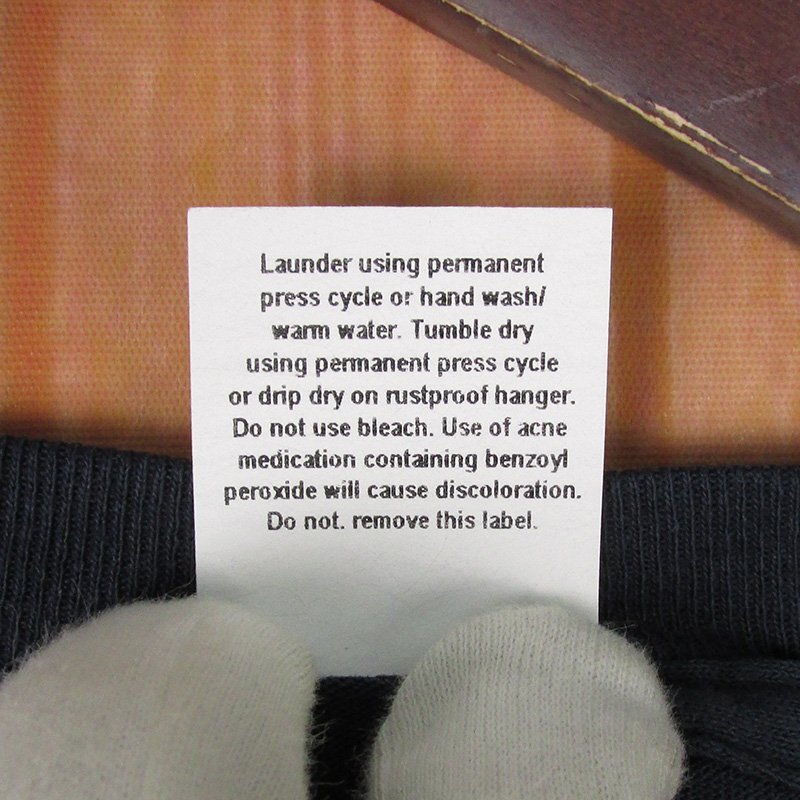 Launder using permanent
press cycle or hand wash/
warm water. Tumble dry
using permanent press cycle
or drip dry on rustproof hanger.
Do not use bleach. Use of acne
medication containing benzoyl
peroxide will cause discoloration.
Do not. remove this label.